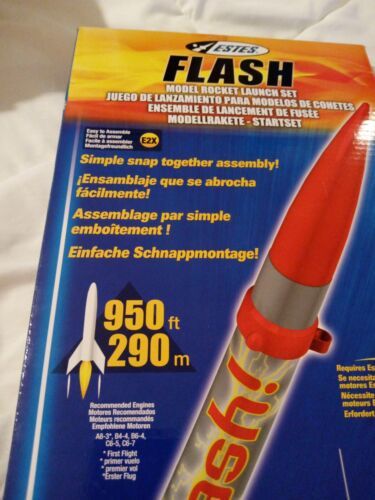 ESTES
FLASH
MODEL ROCKET LAUNCH SET
JUEGO DE LANZAMIENTO PARA MODELOS DE COHETES
ENSEMBLE DE LANCEMENT DE FUSÉE
MODELLRAKETE - STARTSET
Easy to Assemble
Fácil de armar
Facile à assembler
Montagefreundlich
E2X
Simple snap together assembly!
¡Ensamblaje que se abrocha
fácilmente!
Assemblage par simple
emboîtement !
Einfache Schnappmontage!
950 ft
290 m
Recommended Engines
Motores Recomendados
Moteurs recommandés
Empfohlene Motoren
A8-3*, B4-4, B6-4,
C6-5, C6-7
* First Flight
* primer vuelo
* premier vol
*Erster Flug
ash!
Requires Es
Se necesita
motores Es
Nécessite
moteurs E
Erfordert